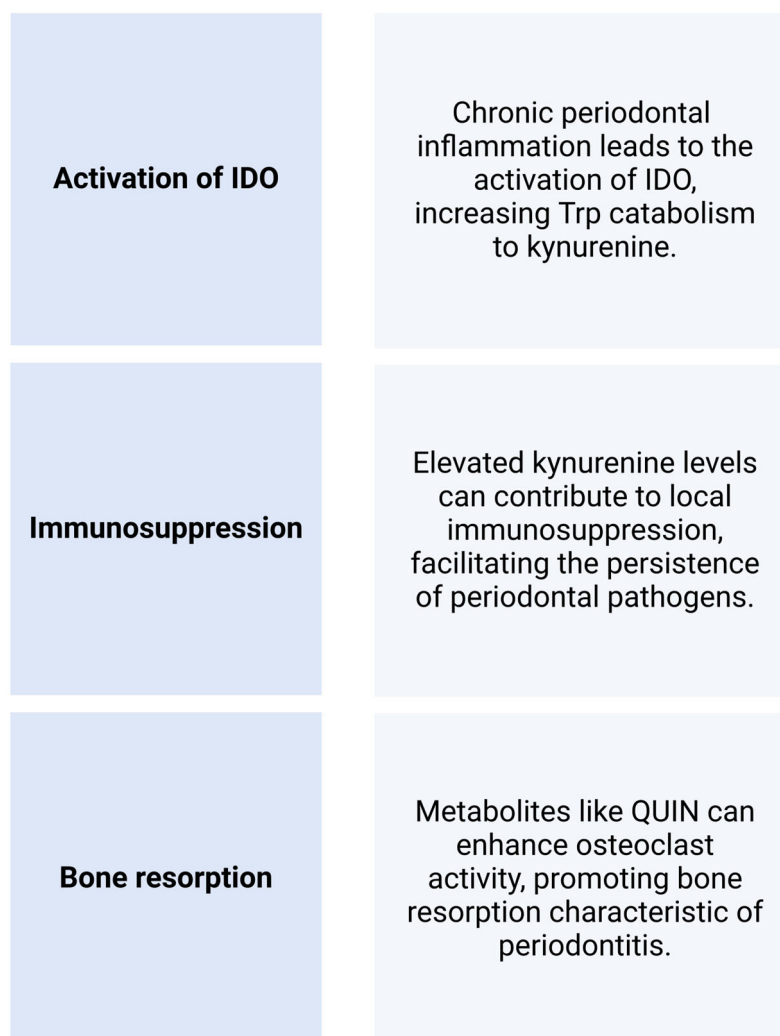 Activation of IDO
Chronic periodontal
inflammation leads to the
activation of IDO,
increasing Trp catabolism
to kynurenine.
Immunosuppression
Elevated kynurenine levels
can contribute to local
immunosuppression,
facilitating the persistence
of periodontal pathogens.
Bone resorption
Metabolites like QUIN can
enhance osteoclast
activity, promoting bone
resorption characteristic of
periodontitis.